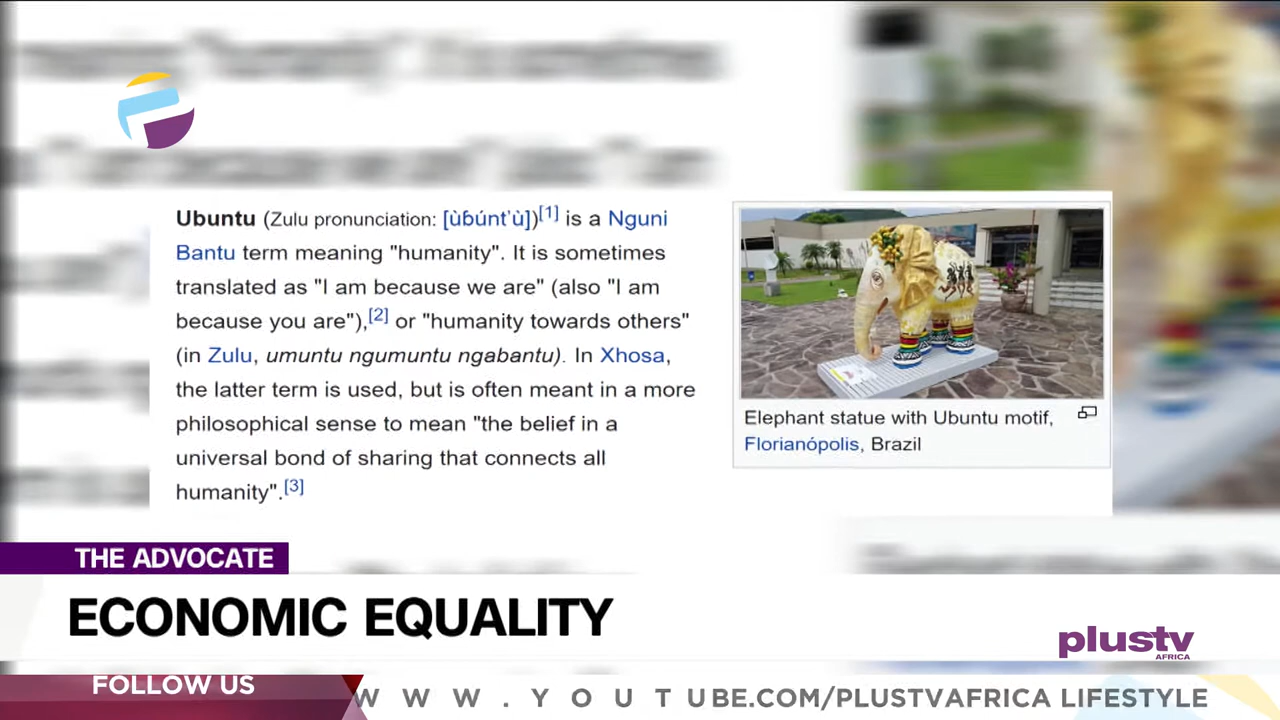 Ubuntu (Zulu pronunciation: [ùɓúntʼù])[1] is a Nguni
Bantu term meaning "humanity". It is sometimes
translated as "I am because we are" (also "I am
because you are"),[2] or "humanity towards others"
(in Zulu, umuntu ngumuntu ngabantu). In Xhosa,
the latter term is used, but is often meant in a more
philosophical sense to mean "the belief in a
universal bond of sharing that connects all
humanity".[3]
Elephant statue with Ubuntu motif,
Florianópolis, Brazil
THE ADVOCATE
ECONOMIC EQUALITY
plustv
AFRICA
FOLLOW US
WWW.YOUTUBE.COM/PLUSTVAFRICA LIFESTYLE